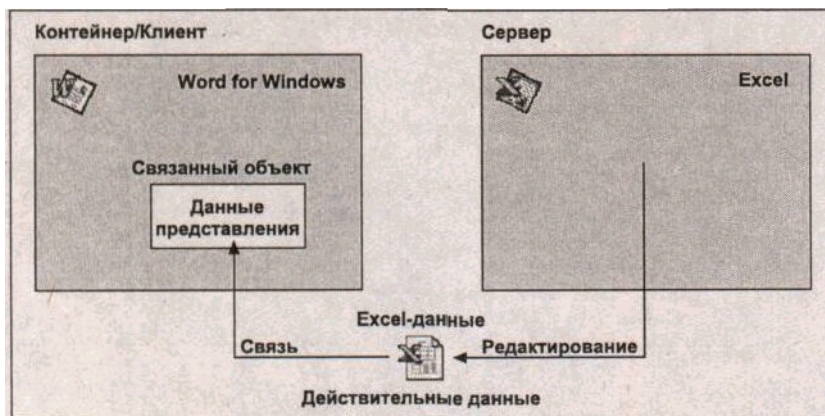 Контейнер/Клиент
Сервер
Word for Windows
Excel
Связанный объект
Данные
представления
Excel-данные
Связь
Редактирование
Действительные данные